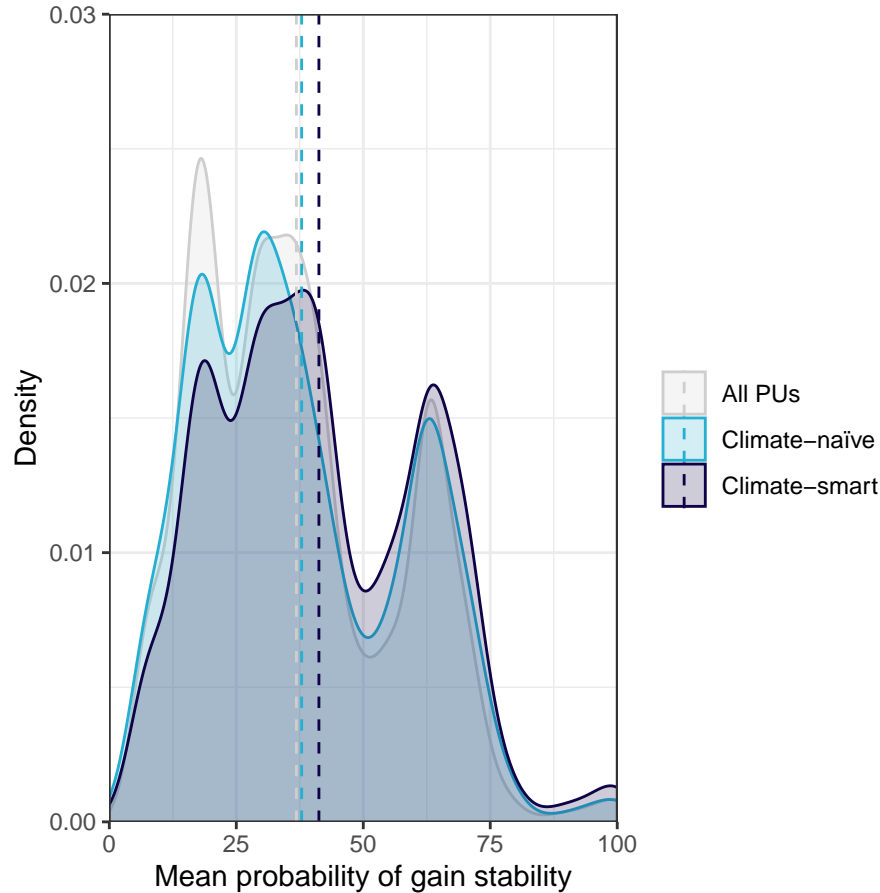 0.03
0.02
0.01
0.00
Density
0
25
50
75
100
Mean probability of gain stability
All PUs
Climate−naïve
Climate−smart